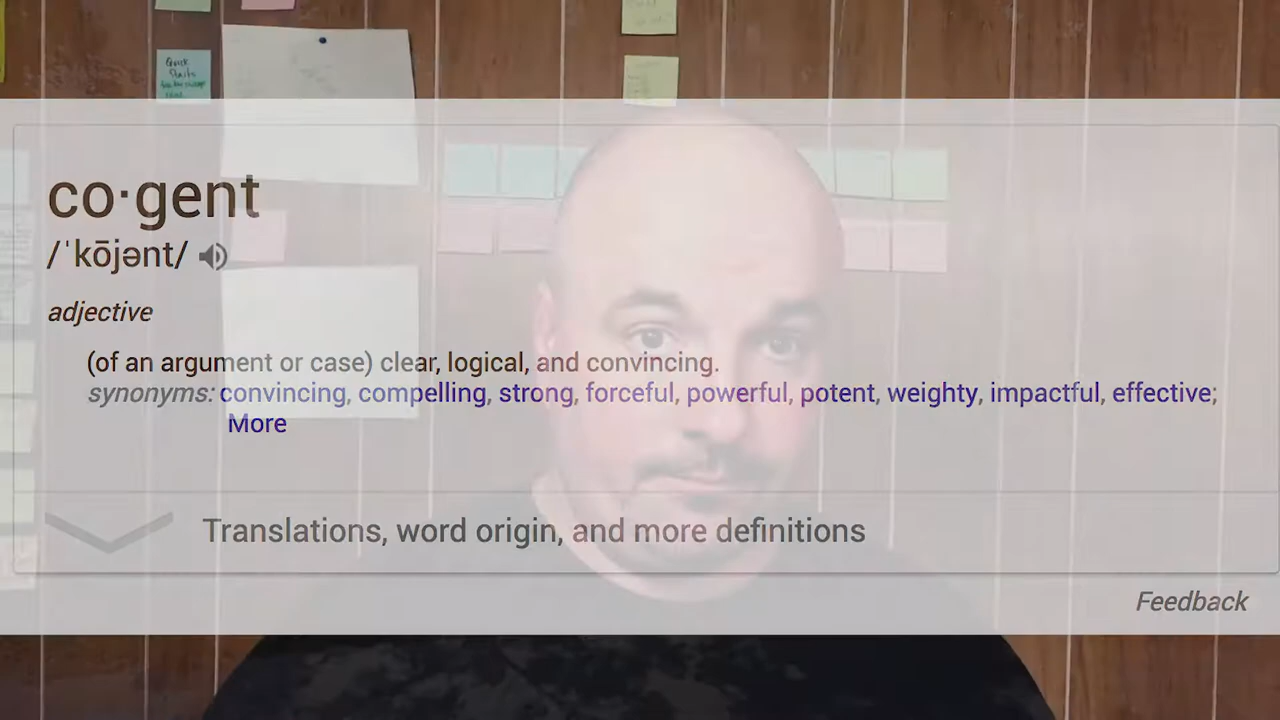 Quick
co·gent
/ˈkōjənt/
adjective
(of an argument or case) clear, logical, and convincing.
synonyms: convincing, compelling, strong, forceful, powerful, potent, weighty, impactful, effective;
More
Translations, word origin, and more definitions
Feedback